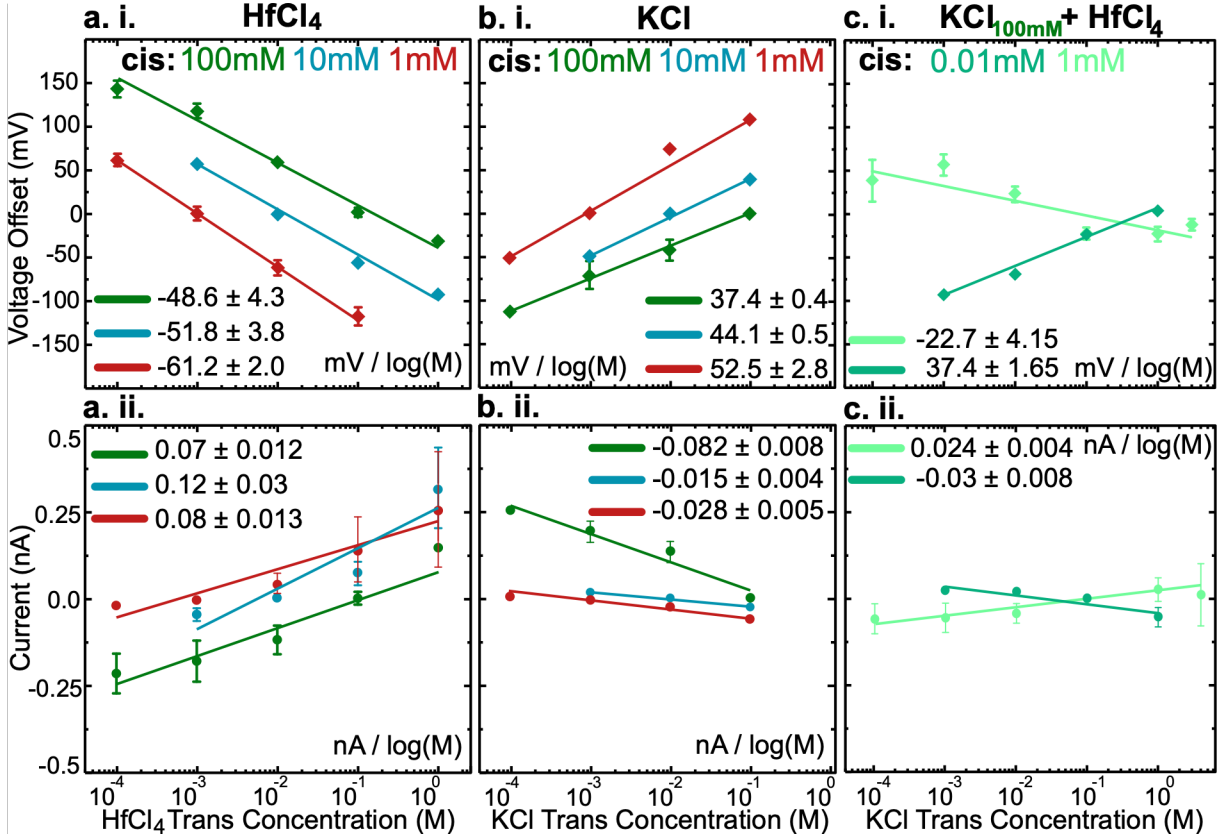 a. i. HfCl4
cis: 100mM 10mM 1mM
Voltage Offset (mV)
150
100
50
0
-50
-100
-150
-48.6 ± 4.3
-51.8 ± 3.8
-61.2 ± 2.0
mV / log(M)
b. i. KCl
cis: 100mM 10mM 1mM
37.4 ± 0.4
44.1 ± 0.5
52.5 ± 2.8
mV / log(M)
c. i. KCl100mM + HfCl4
cis: 0.01mM 1mM
-22.7 ± 4.15
37.4 ± 1.65
mV / log(M)
a. ii.
Current (nA)
0.5
0.25
0.0
-0.25
-0.5
0.07 ± 0.012
0.12 ± 0.03
0.08 ± 0.013
nA / log(M)
10-4 10-3 10-2 10-1 100
HfCl4 Trans Concentration (M)
b. ii.
-0.082 ± 0.008
-0.015 ± 0.004
-0.028 ± 0.005
nA / log(M)
10-4 10-3 10-2 10-1 100
KCl Trans Concentration (M)
c. ii.
0.024 ± 0.004
nA / log(M)
-0.03 ± 0.008
10-4 10-3 10-2 10-1 100
KCl Trans Concentration (M)